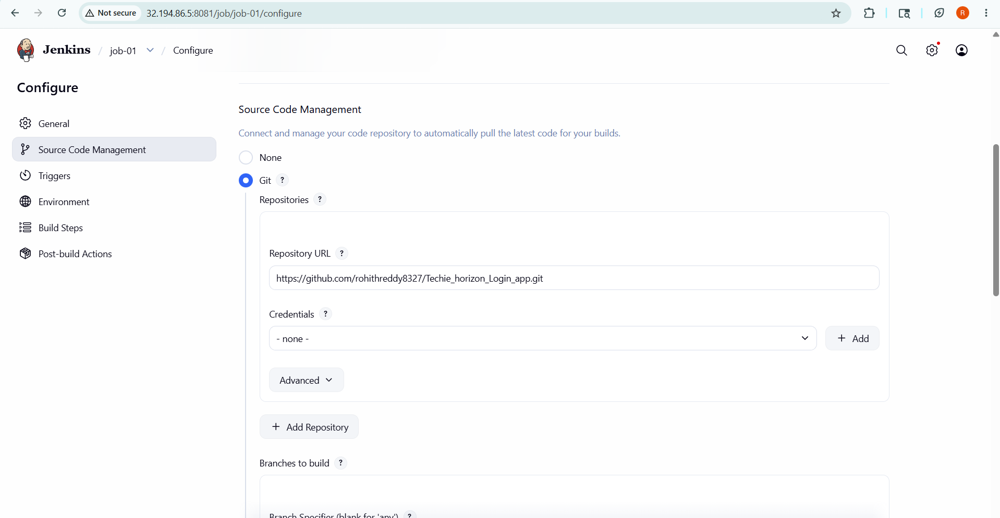 Not secure 32.194.86.5:8081/job/job-01/configure R
Jenkins / job-01 / Configure
Configure
General
Source Code Management
Triggers
Environment
Build Steps
Post-build Actions
Source Code Management
Connect and manage your code repository to automatically pull the latest code for your builds.
None
Git ?
Repositories ?
Repository URL ?
https://github.com/rohithreddy8327/Techie_horizon_Login_app.git
Credentials ?
- none -
+ Add
Advanced
+ Add Repository
Branches to build ?
Branch Specifier (blank for 'any') ?